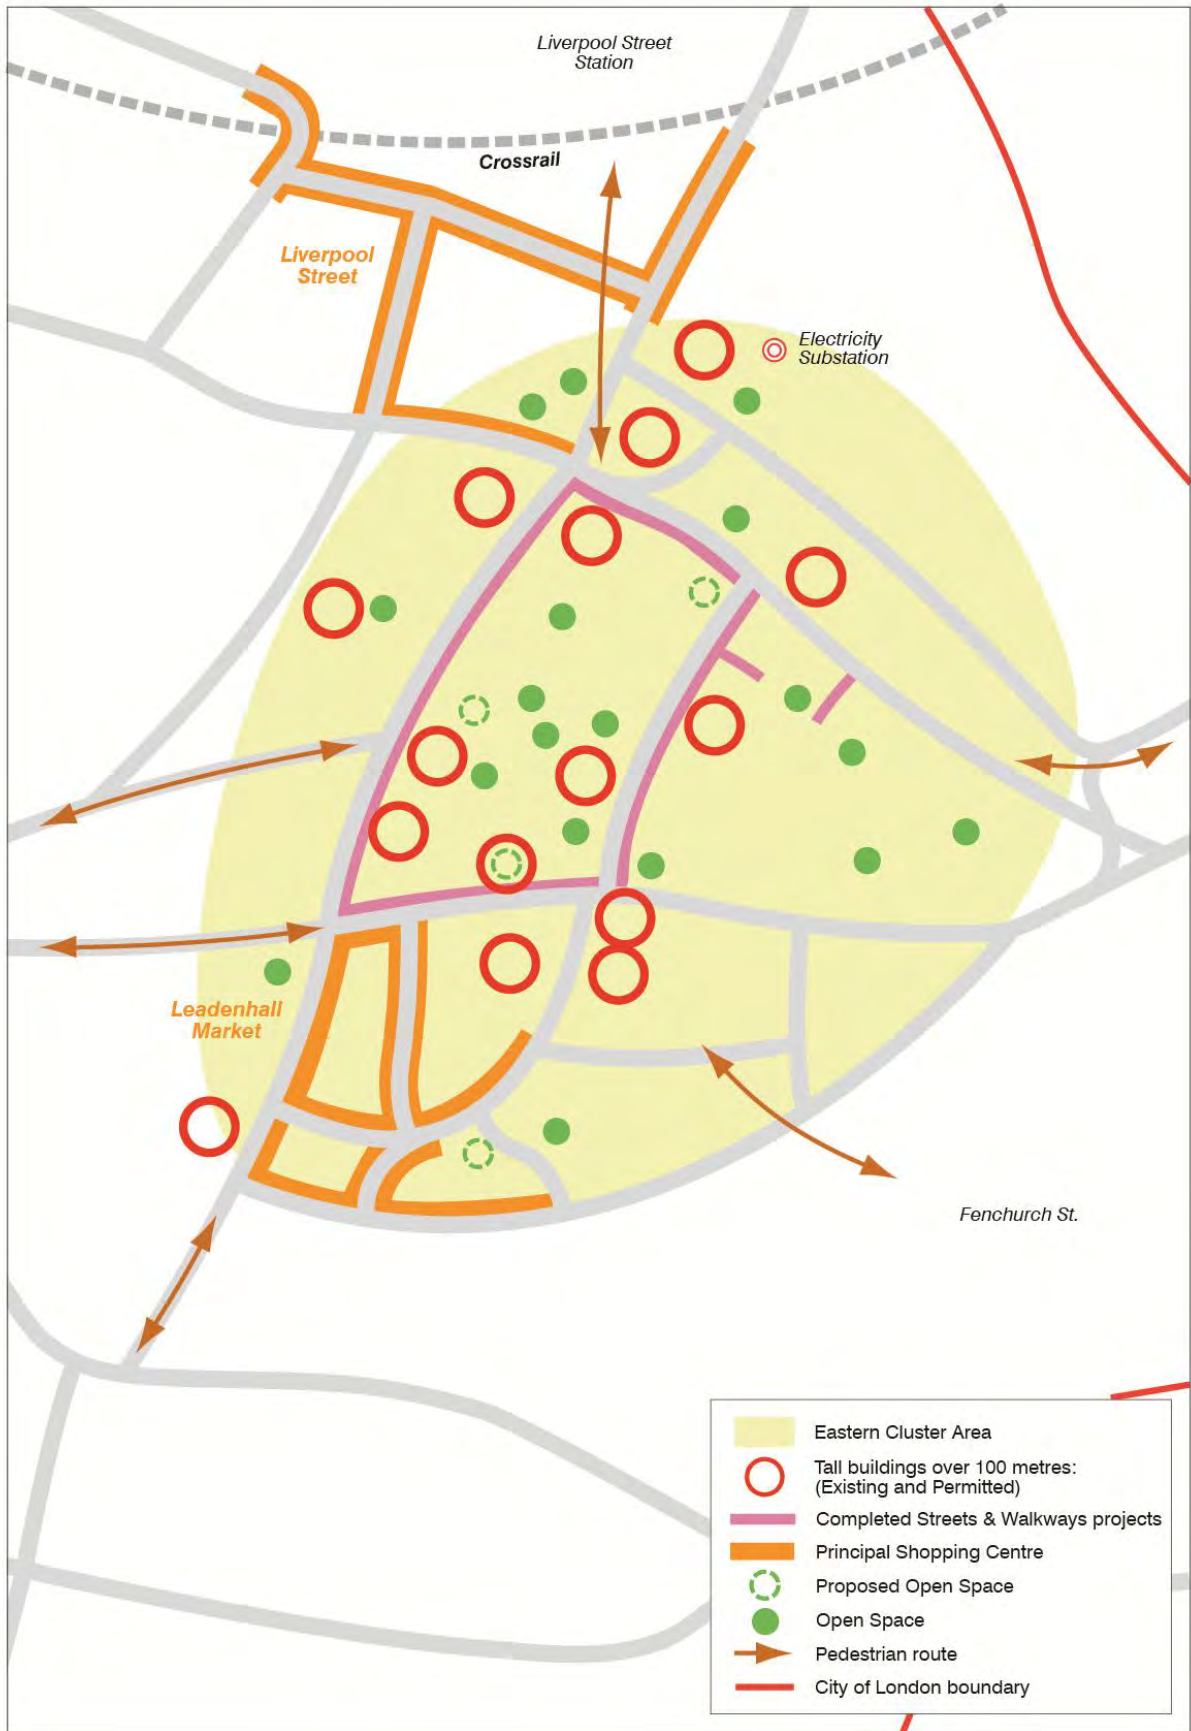 Liverpool Street
Station
Crossrail
Liverpool
Street
Electricity
Substation
Leadenhall
Market
Fenchurch St.
Eastern Cluster Area
Tall buildings over 100 metres:
(Existing and Permitted)
Completed Streets & Walkways projects
Principal Shopping Centre
Proposed Open Space
Open Space
Pedestrian route
City of London boundary